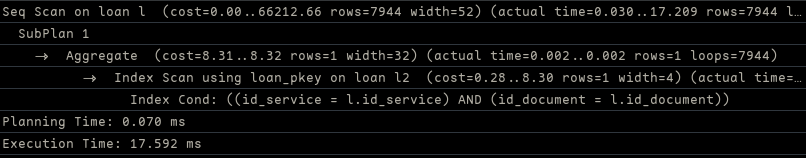 Seq Scan on loan l  (cost=0.00..66212.66 rows=7944 width=52) (actual time=0.030..17.209 rows=7944 l…
SubPlan 1
->  Aggregate  (cost=8.31..8.32 rows=1 width=32) (actual time=0.002..0.002 rows=1 loops=7944)
->  Index Scan using loan_pkey on loan l2  (cost=0.28..8.30 rows=1 width=4) (actual time=…
Index Cond: ((id_service = l.id_service) AND (id_document = l.id_document))
Planning Time: 0.070 ms
Execution Time: 17.592 ms